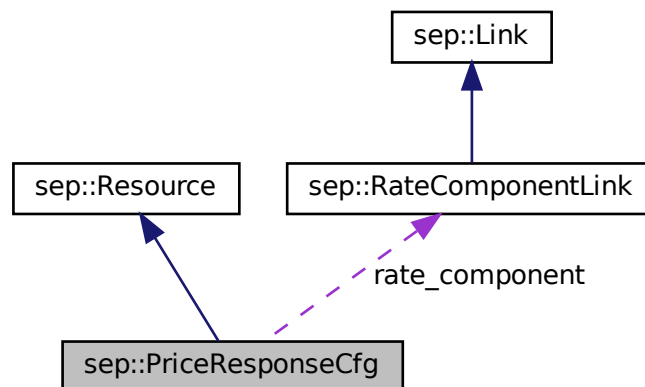 sep::Link
sep::Resource
sep::RateComponentLink
rate_component
sep::PriceResponseCfg